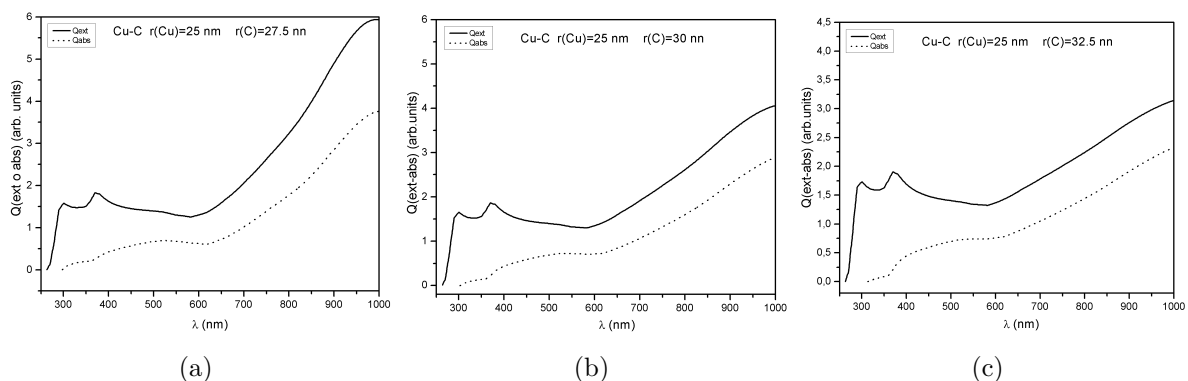 Cu-C r(Cu)=25 nm r(C)=27.5 nn
Qext
Qabs
Q(ext o abs) (arb. units)
6
5
4
3
2
1
0
300 400 500 600 700 800 900 1000
λ (nm)
(a)
Cu-C r(Cu)=25 nm r(C)=30 nn
Qext
Qabs
Q(ext-abs) (arb.units)
6
5
4
3
2
1
0
300 400 500 600 700 800 900 1000
λ (nm)
(b)
Cu-C r(Cu)=25 nm r(C)=32.5 nn
Qext
Qabs
Q(ext-abs) (arb.units)
4,5
4,0
3,5
3,0
2,5
2,0
1,5
1,0
0,5
0,0
300 400 500 600 700 800 900 1000
λ (nm)
(c)